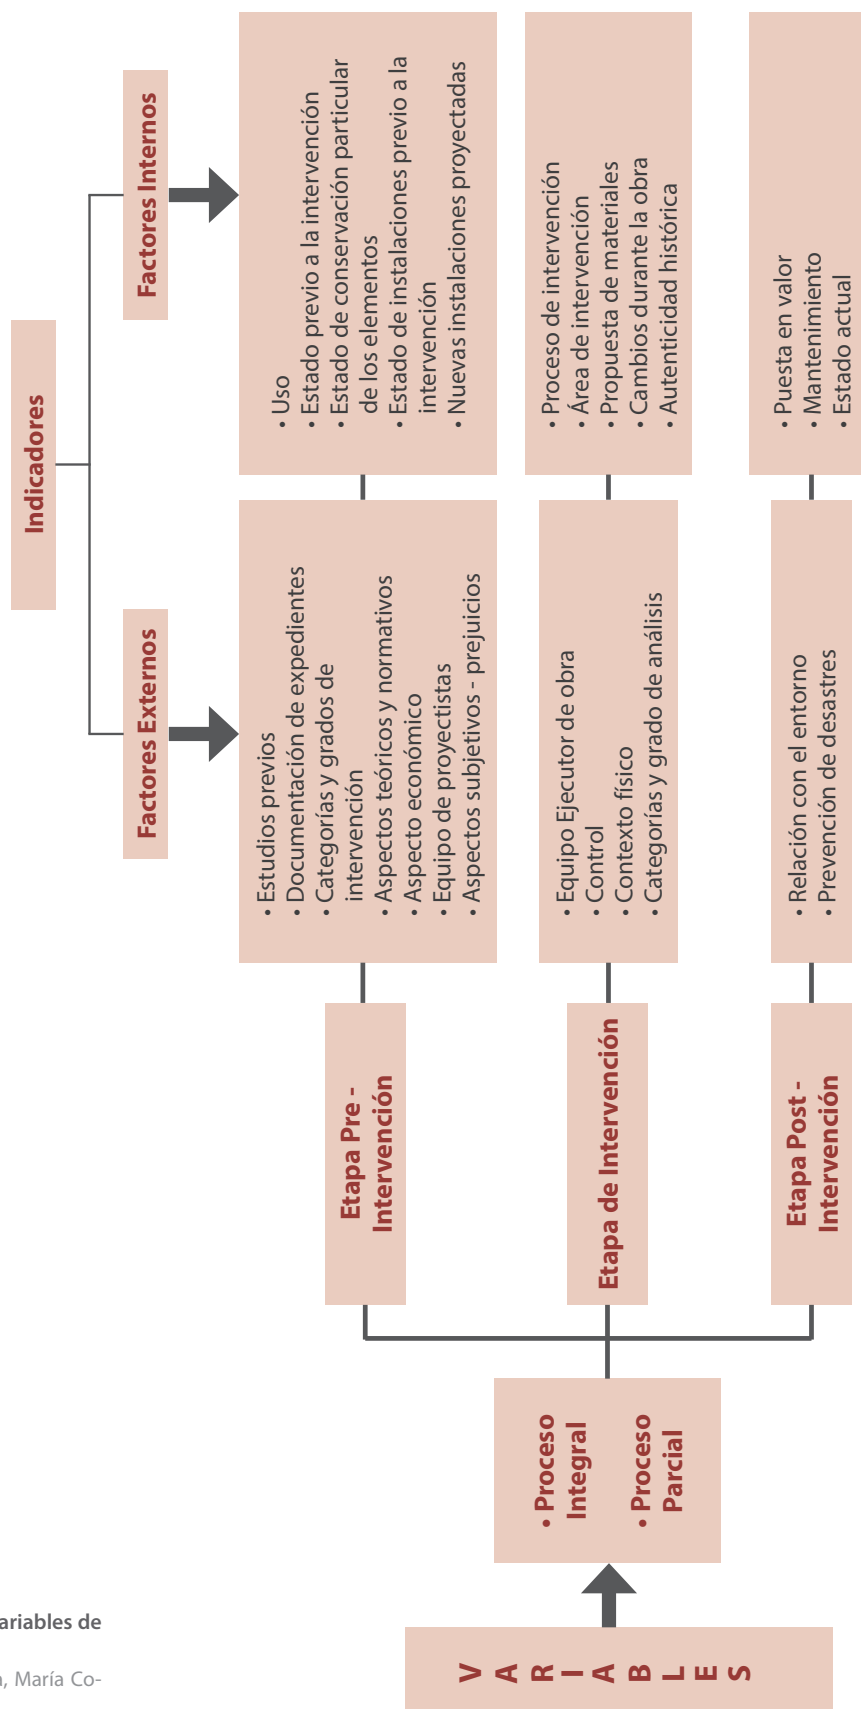 Indicadores
Factores Externos
Factores Internos
VARIABLES
• Proceso
Integral
• Proceso
Parcial
Etapa Pre -
Intervención
• Estudios previos
• Documentación de expedientes
• Categorías y grados de
intervención
• Aspectos teóricos y normativos
• Aspecto económico
• Equipo de proyectistas
• Aspectos subjetivos - prejuicios
• Uso
• Estado previo a la intervención
• Estado de conservación particular
de los elementos
• Estado de instalaciones previo a la
intervención
• Nuevas instalaciones proyectadas
Etapa de Intervención
• Equipo Ejecutor de obra
• Control
• Contexto físico
• Categorías y grado de análisis
• Proceso de intervención
• Área de intervención
• Propuesta de materiales
• Cambios durante la obra
• Autenticidad histórica
Etapa Post -
Intervención
• Relación con el entorno
• Prevención de desastres
• Puesta en valor
• Mantenimiento
• Estado actual
ariables de
, María Co-